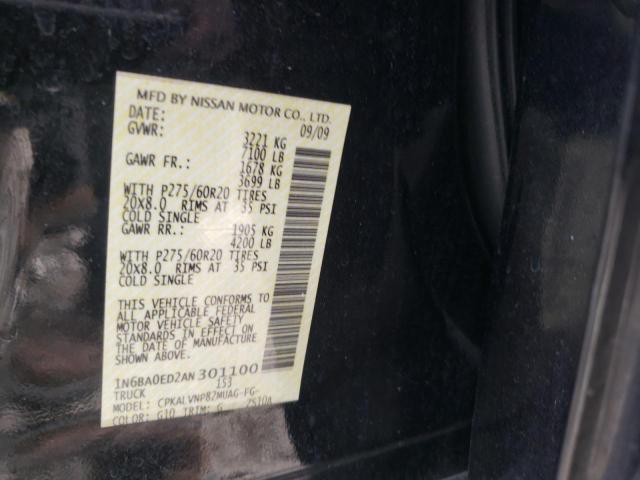 MFD BY NISSAN MOTOR CO., LTD.
DATE: 09/09
GVWR: 3221 KG
7100 LB
GAWR FR.: 1678 KG
3699 LB
WITH P275/60R20 TIRES
20X8.0 RIMS AT 35 PSI
COLD SINGLE
GAWR RR.: 1905 KG
4200 LB
WITH P275/60R20 TIRES
20X8.0 RIMS AT 35 PSI
COLD SINGLE
THIS VEHICLE CONFORMS TO
ALL APPLICABLE FEDERAL
MOTOR VEHICLE SAFETY
STANDARDS IN EFFECT ON
THE DATE OF MANUFACTURE
SHOWN ABOVE.
1N6BA0ED2AN301100
TRUCK 153
MODEL: CPKALVNP82MUAG-FG-
COLOR: G10 TRIM: G 7S10A